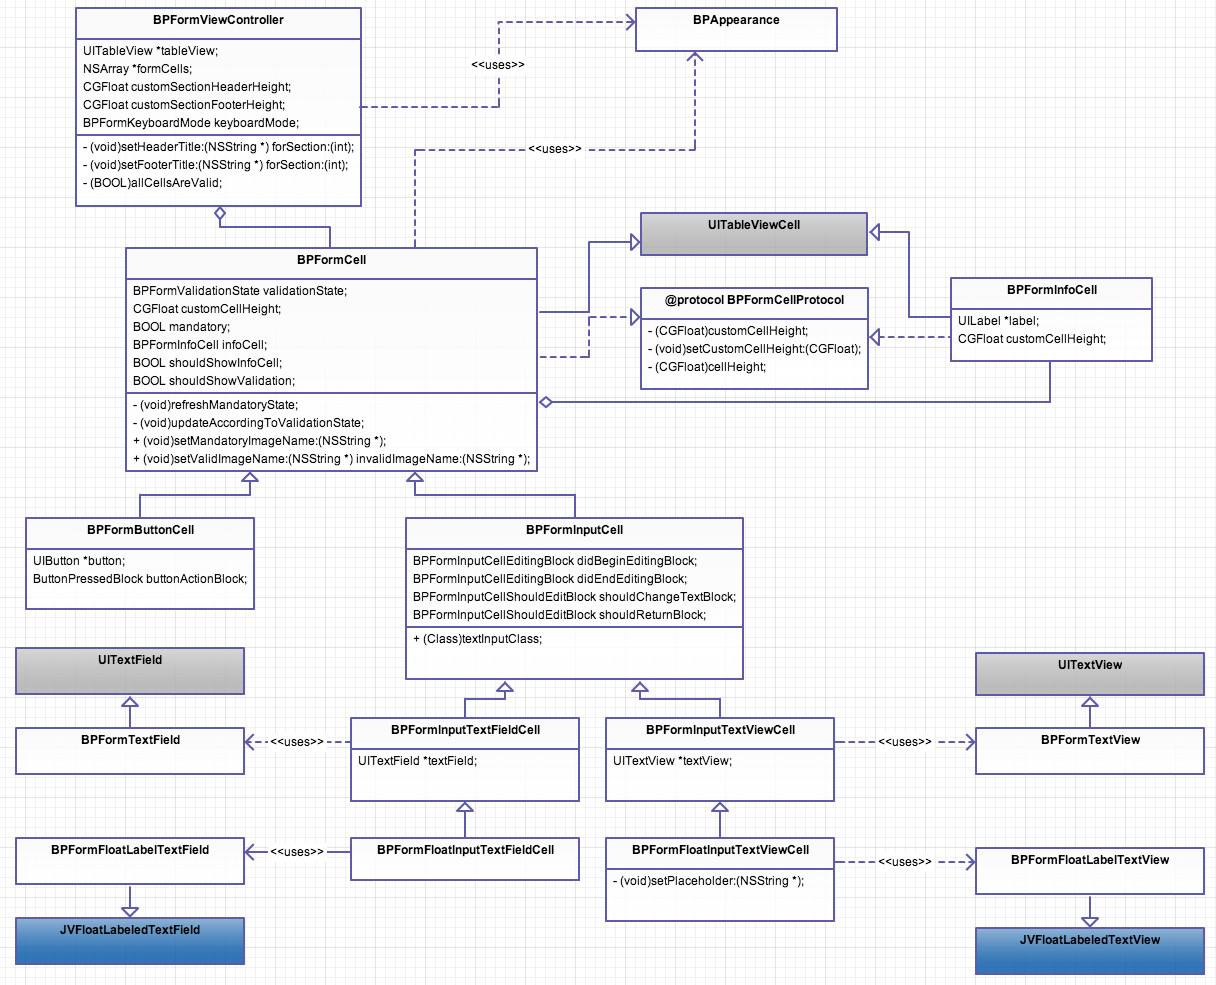 BPFormViewController
UITableView *tableView;
NSArray *formCells;
CGFloat customSectionHeaderHeight;
CGFloat customSectionFooterHeight;
BPFormKeyboardMode keyboardMode;
- (void)setHeaderTitle:(NSString *) forSection:(int);
- (void)setFooterTitle:(NSString *) forSection:(int);
- (BOOL)allCellsAreValid;
BPAppearance
<<uses>>
<<uses>>
UITableViewCell
BPFormCell
BPFormValidationState validationState;
CGFloat customCellHeight;
BOOL mandatory;
BPFormInfoCell infoCell;
BOOL shouldShowInfoCell;
BOOL shouldShowValidation;
- (void)refreshMandatoryState;
- (void)updateAccordingToValidationState;
+ (void)setMandatoryImageName:(NSString *);
+ (void)setValidImageName:(NSString *) invalidImageName:(NSString *);
@protocol BPFormCellProtocol
- (CGFloat)customCellHeight;
- (void)setCustomCellHeight:(CGFloat);
- (CGFloat)cellHeight;
BPFormInfoCell
UILabel *label;
CGFloat customCellHeight;
BPFormButtonCell
UIButton *button;
ButtonPressedBlock buttonActionBlock;
BPFormInputCell
BPFormInputCellEditingBlock didBeginEditingBlock;
BPFormInputCellEditingBlock didEndEditingBlock;
BPFormInputCellShouldEditBlock shouldChangeTextBlock;
BPFormInputCellShouldEditBlock shouldReturnBlock;
+ (Class)textInputClass;
UITextField
UITextView
BPFormTextField
<<uses>>
BPFormInputTextFieldCell
UITextField *textField;
BPFormInputTextViewCell
UITextView *textView;
<<uses>>
BPFormTextView
BPFormFloatLabelTextField
<<uses>>
BPFormFloatInputTextFieldCell
BPFormFloatInputTextViewCell
- (void)setPlaceholder:(NSString *);
<<uses>>
BPFormFloatLabelTextView
JVFloatLabeledTextField
JVFloatLabeledTextView